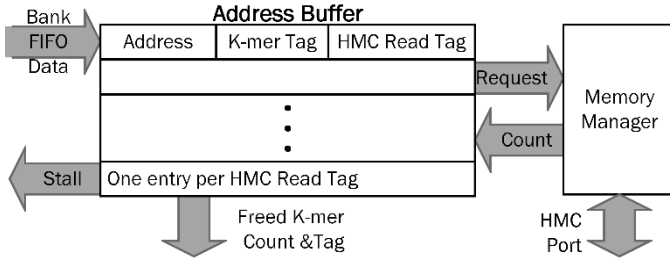 Address Buffer
Bank
FIFO
Data
Address
K-mer Tag
HMC Read Tag
Request
Memory
Manager
Count
Stall
One entry per HMC Read Tag
Freed K-mer
Count &Tag
HMC
Port